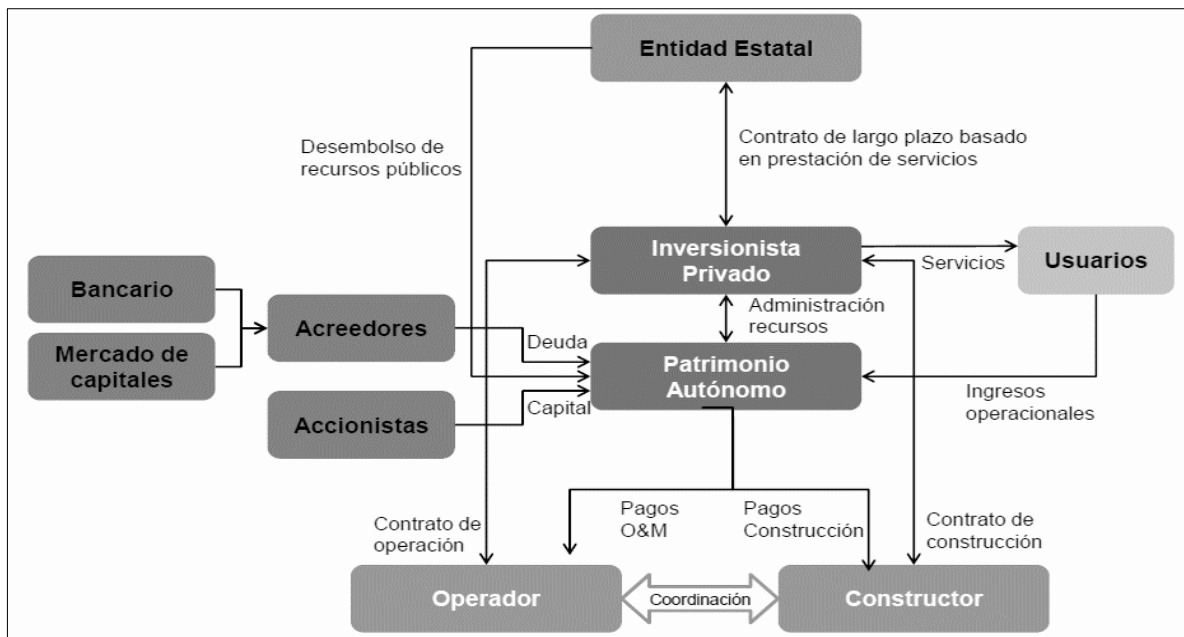 Entidad Estatal
Desembolso de
recursos públicos
Contrato de largo plazo basado
en prestación de servicios
Inversionista
Privado
Servicios
Usuarios
Bancario
Mercado de
capitales
Acreedores
Deuda
Administración
recursos
Patrimonio
Autónomo
Ingresos
operacionales
Accionistas
Capital
Contrato de
operación
Pagos
O&M
Pagos
Construcción
Contrato de
construcción
Operador
Coordinación
Constructor